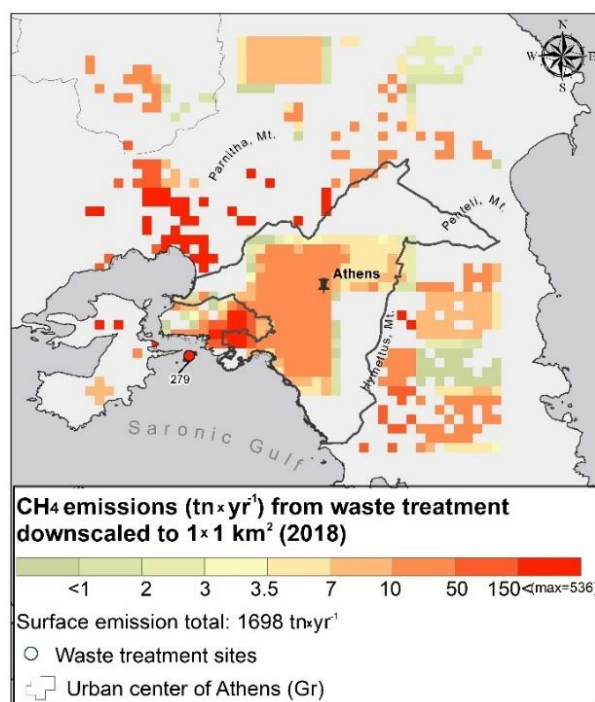 N
W E
S
Parnitha, Mt.
Penteli, Mt.
Athens
Hymettus, Mt.
279
Saronic Gulf
CH4 emissions (tn×yr-1) from waste treatment
downscaled to 1×1 km2 (2018)
<1 2 3 3.5 7 10 50 150<(max=536)
Surface emission total: 1698 tn×yr-1
Waste treatment sites
Urban center of Athens (Gr)